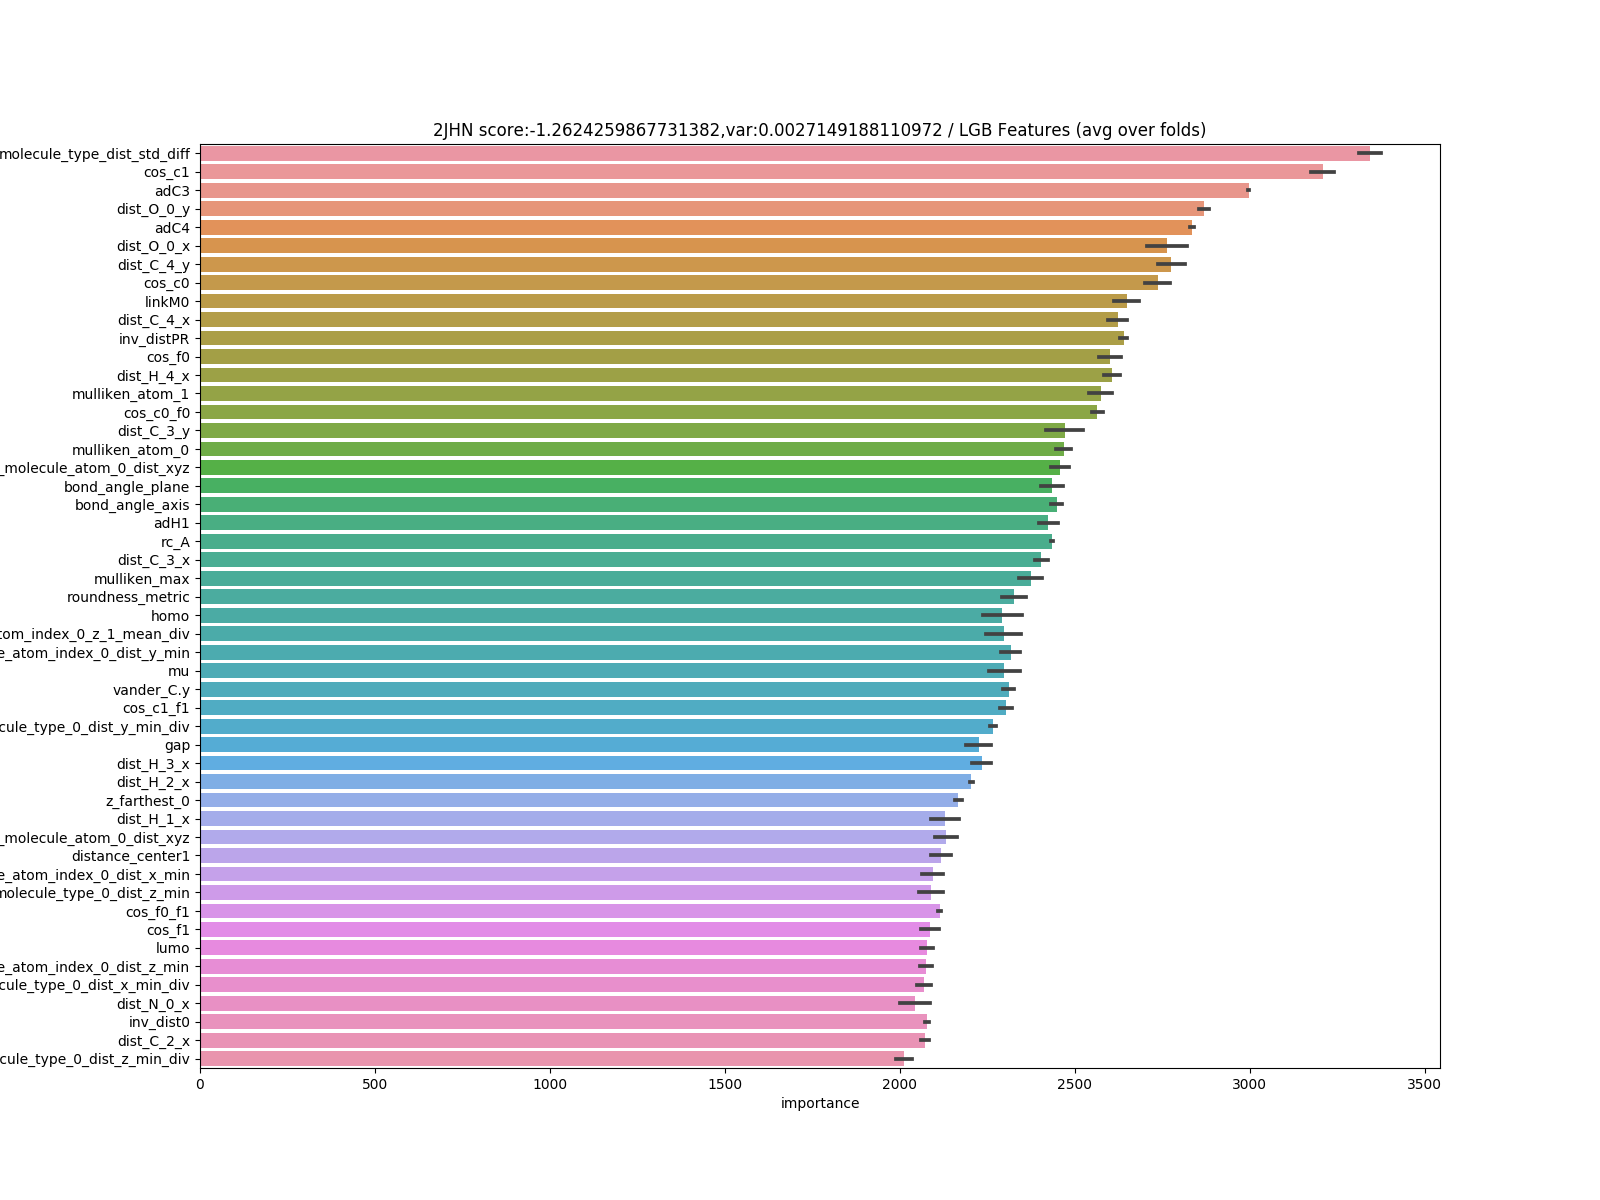 2JHN score:-1.2624259867731382,var:0.0027149188110972 / LGB Features (avg over folds)
molecule_type_dist_std_diff
cos_c1
adC3
dist_O_0_y
adC4
dist_O_0_x
dist_C_4_y
cos_c0
linkM0
dist_C_4_x
inv_distPR
cos_f0
dist_H_4_x
mulliken_atom_1
cos_c0_f0
dist_C_3_y
mulliken_atom_0
_molecule_atom_0_dist_xyz
bond_angle_plane
bond_angle_axis
adH1
rc_A
dist_C_3_x
mulliken_max
roundness_metric
homo
tom_index_0_z_1_mean_div
e_atom_index_0_dist_y_min
mu
vander_C.y
cos_c1_f1
cule_type_0_dist_y_min_div
gap
dist_H_3_x
dist_H_2_x
z_farthest_0
dist_H_1_x
_molecule_atom_0_dist_xyz
distance_center1
e_atom_index_0_dist_x_min
molecule_type_0_dist_z_min
cos_f0_f1
cos_f1
lumo
e_atom_index_0_dist_z_min
cule_type_0_dist_x_min_div
dist_N_0_x
inv_dist0
dist_C_2_x
cule_type_0_dist_z_min_div
0 500 1000 1500 2000 2500 3000 3500
importance